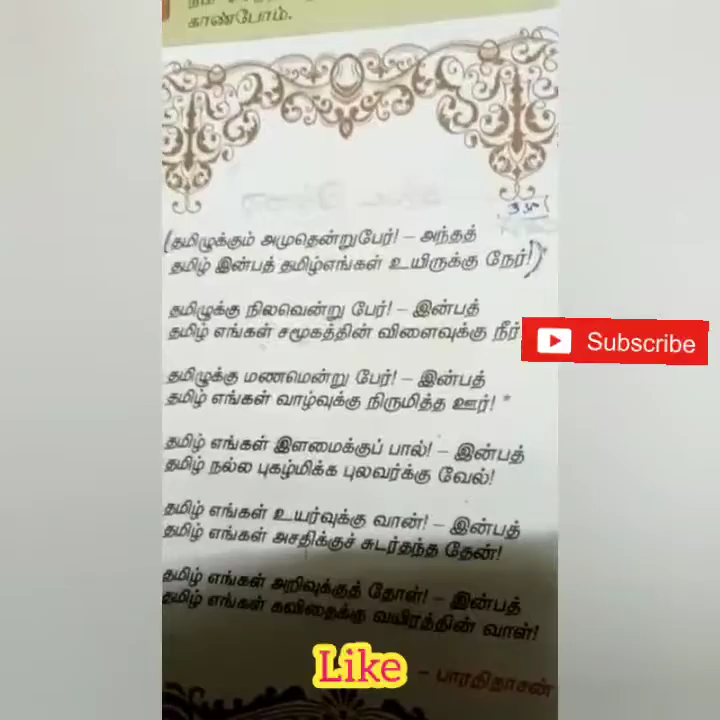 காண்போம்.
(தமிழுக்கும் அமுதென்றுபேர்! – அந்தத்
தமிழ் இன்பத் தமிழ்எங்கள் உயிருக்கு நேர்!)*
தமிழுக்கு நிலவென்று பேர்! – இன்பத்
தமிழ் எங்கள் சமூகத்தின் விளைவுக்கு நீர்
Subscribe
தமிழுக்கு மணமென்று பேர்! – இன்பத்
தமிழ் எங்கள் வாழ்வுக்கு நிருமித்த ஊர்! *
தமிழ் எங்கள் இளமைக்குப் பால்! – இன்பத்
தமிழ் நல்ல புகழ்மிக்க புலவர்க்கு வேல்!
தமிழ் எங்கள் உயர்வுக்கு வான்! – இன்பத்
தமிழ் எங்கள் அசதிக்குச் சுடர்தந்த தேன்!
தமிழ் எங்கள் அறிவுக்குத் தோள்! – இன்பத்
தமிழ் எங்கள் கவிதைக்கு வயிரத்தின் வாள்!
Like
– பாரதிதாசன்